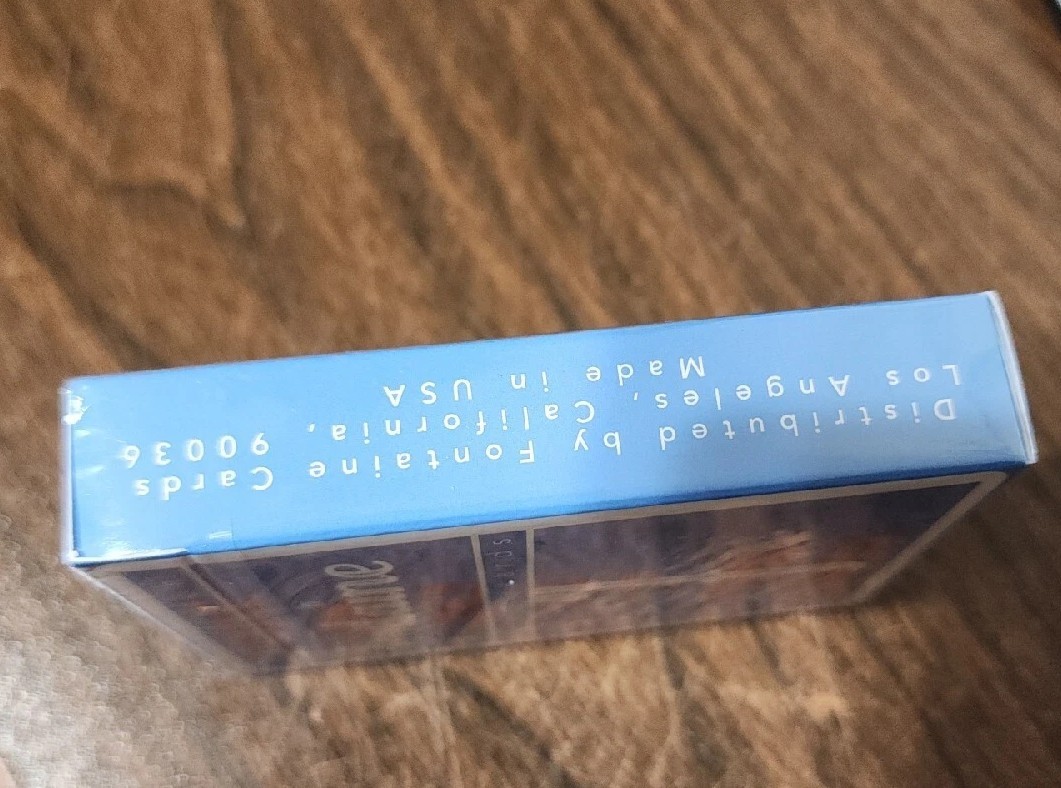 Distributed by Fontaine Cards
Los Angeles, California, 90036
Made in USA